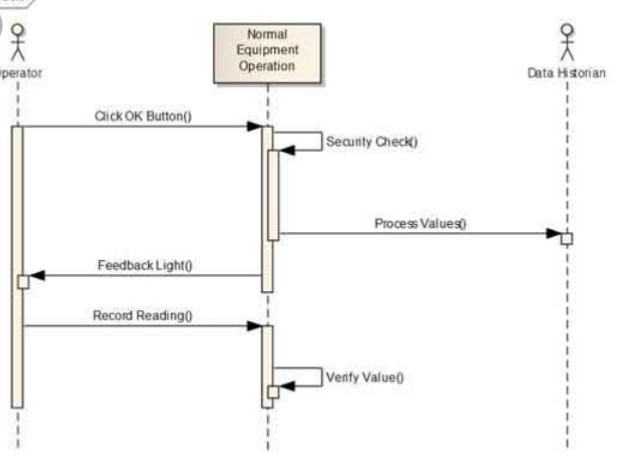 Normal
Equipment
Operation
perator
Data Historian
Click OK Button()
Security Check()
Process Values()
Feedback Light()
Record Reading()
Verify Value()